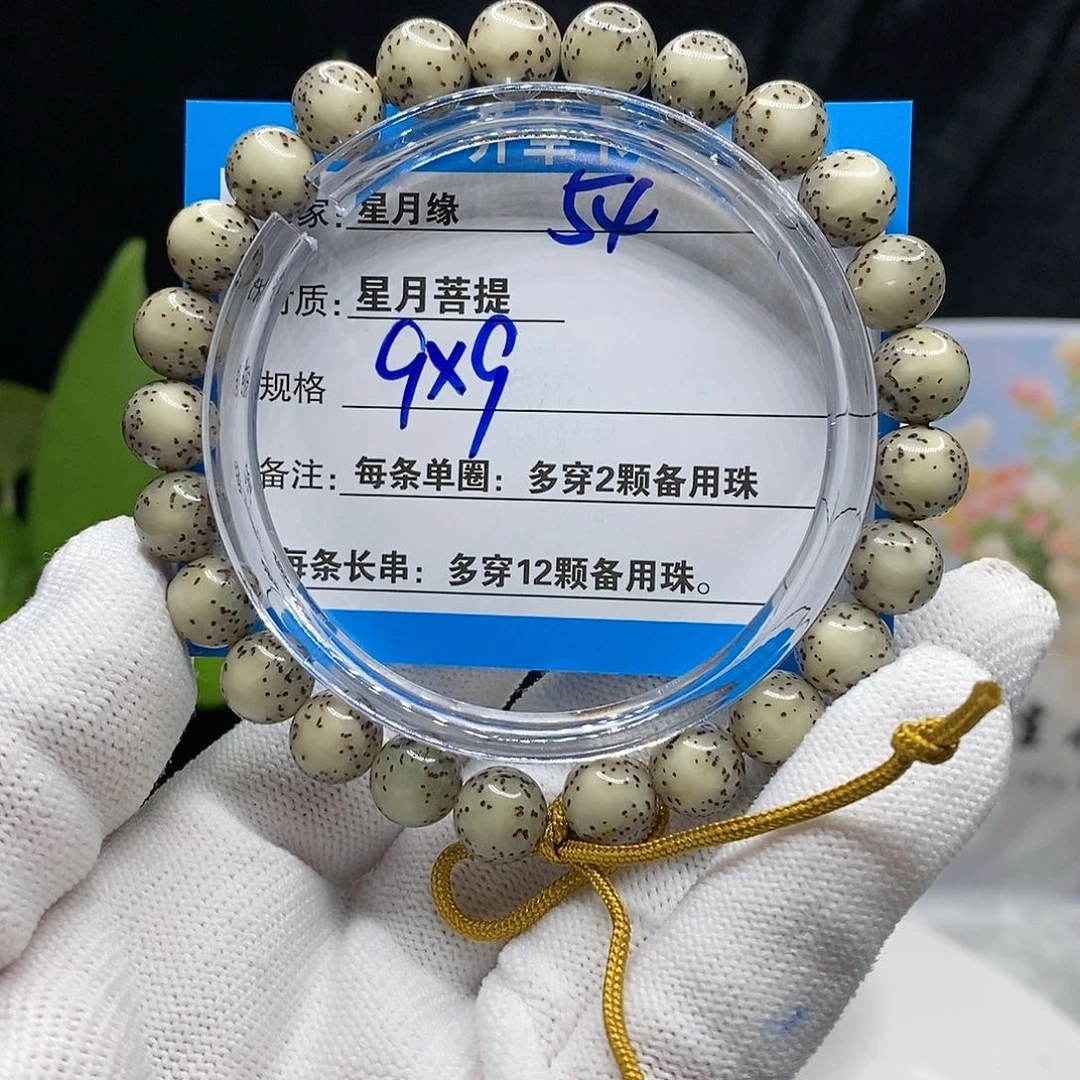 家：星月缘 54
质：星月菩提
规格 9x9
备注：每条单圈：多穿2颗备用珠
每条长串：多穿12颗备用珠。